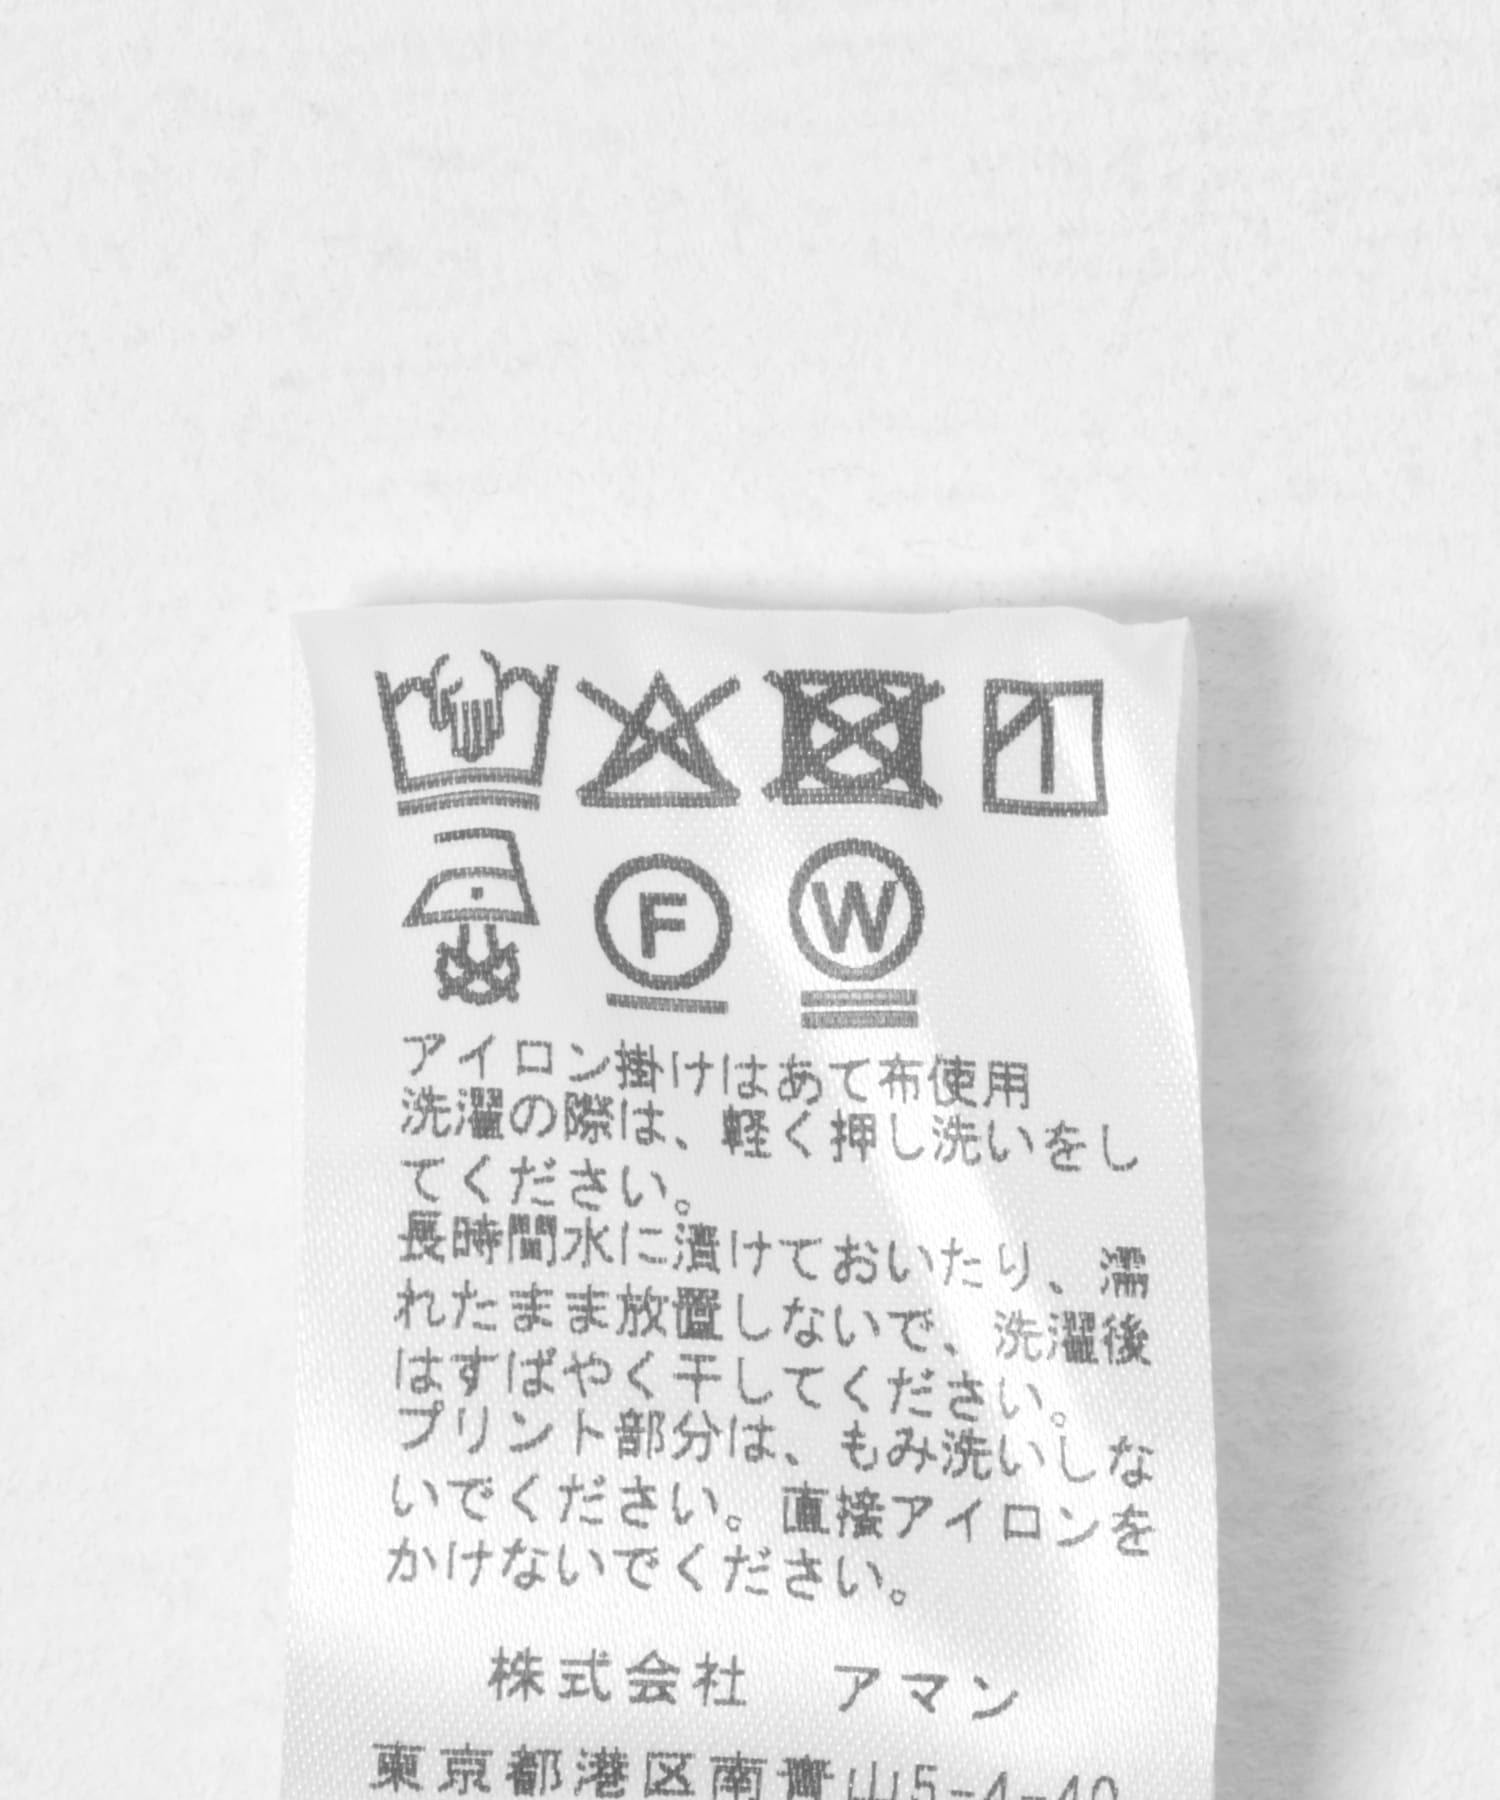 F
W
アイロン掛けはあて布使用
洗濯の際は、軽く押し洗いをし
てください。
長時間水に漬けておいたり、濡
れたまま放置しないで、洗濯後
はすばやく干してください。
プリント部分は、もみ洗いしな
いでください。直接アイロンを
かけないでください。
株式会社 アマン
東京都港区南青山5-4-40